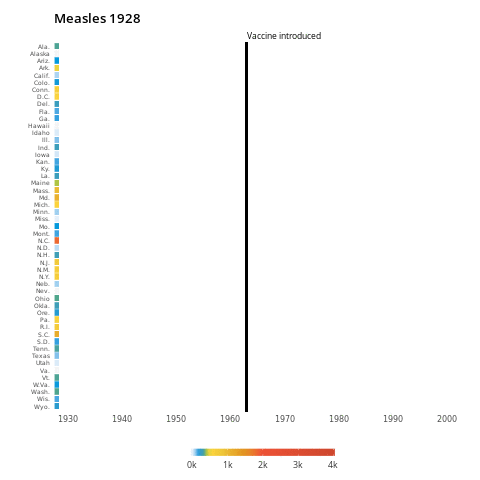 Measles 1928
Vaccine introduced
Ala.
Alaska
Ariz.
Ark.
Calif.
Colo.
Conn.
D.C.
Del.
Fla.
Ga.
Hawaii
Idaho
Ill.
Ind.
Iowa
Kan.
Ky.
La.
Maine
Mass.
Md.
Mich.
Minn.
Miss.
Mo.
Mont.
N.C.
N.D.
N.H.
N.J.
N.M.
N.Y.
Neb.
Nev.
Ohio
Okla.
Ore.
Pa.
R.I.
S.C.
S.D.
Tenn.
Texas
Utah
Va.
Vt.
W.Va.
Wash.
Wis.
Wyo.
1930 1940 1950 1960 1970 1980 1990 2000
0k 1k 2k 3k 4k